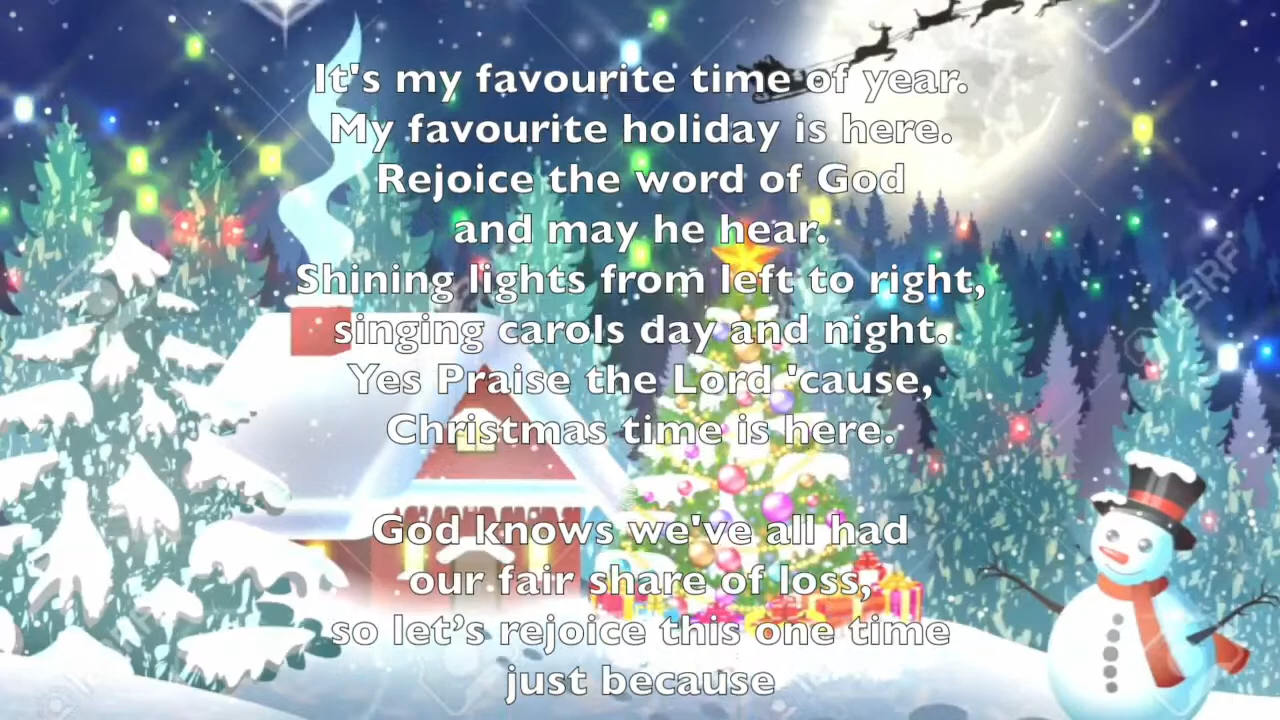 It's my favourite time of year.
My favourite holiday is here.
Rejoice the word of God
and may he hear.
Shining lights from left to right,
singing carols day and night.
Yes Praise the Lord 'cause,
Christmas time is here.
God knows we've all had
our fair share of loss,
so let’s rejoice this one time
just because